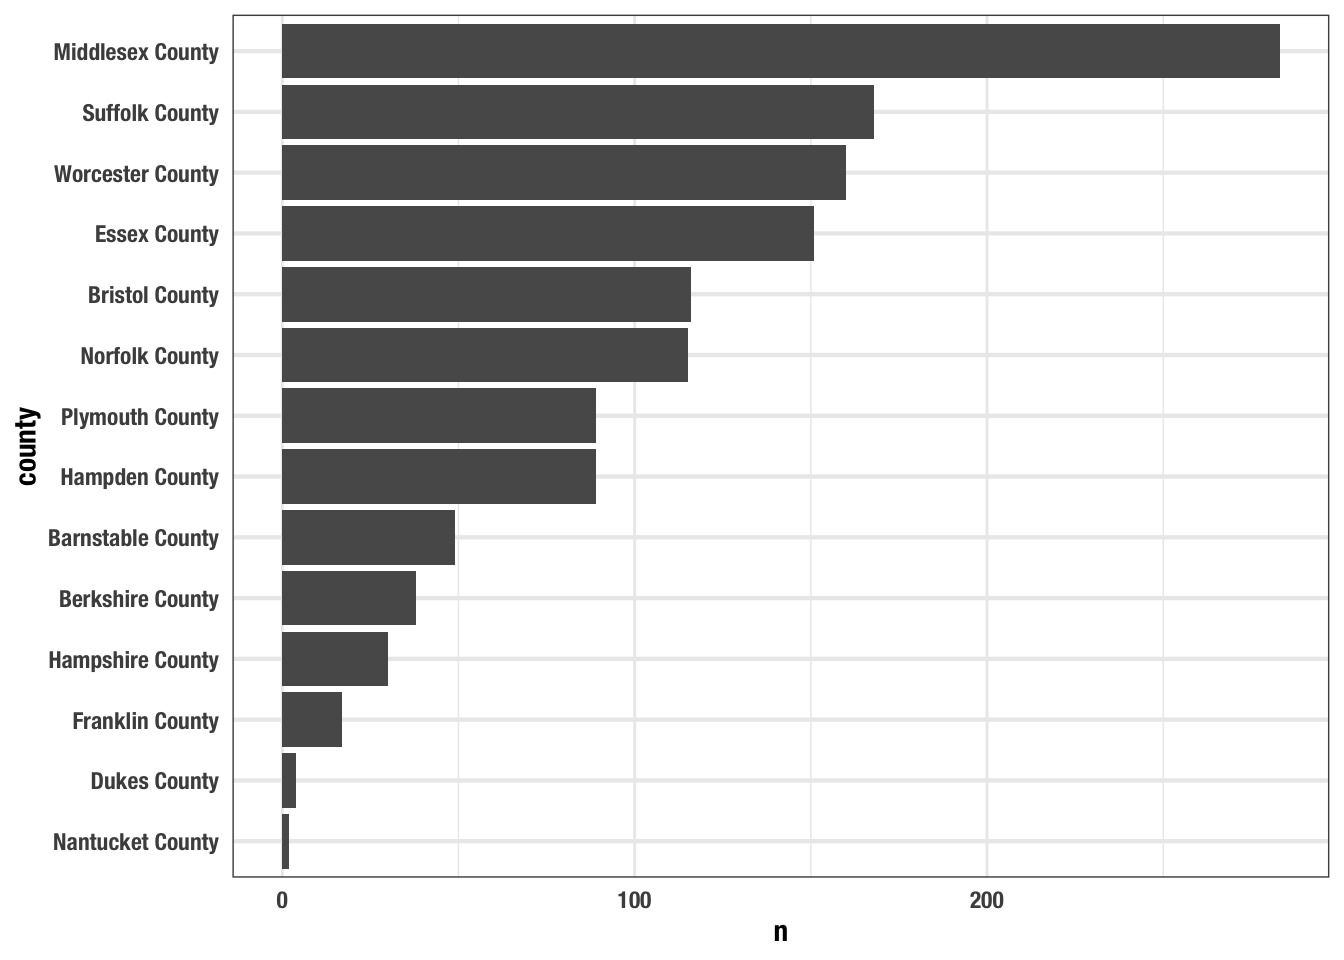 Middlesex County
Suffolk County
Worcester County
Essex County
Bristol County
Norfolk County
Plymouth County
Hampden County
Barnstable County
Berkshire County
Hampshire County
Franklin County
Dukes County
Nantucket County
county
0 100 200
n